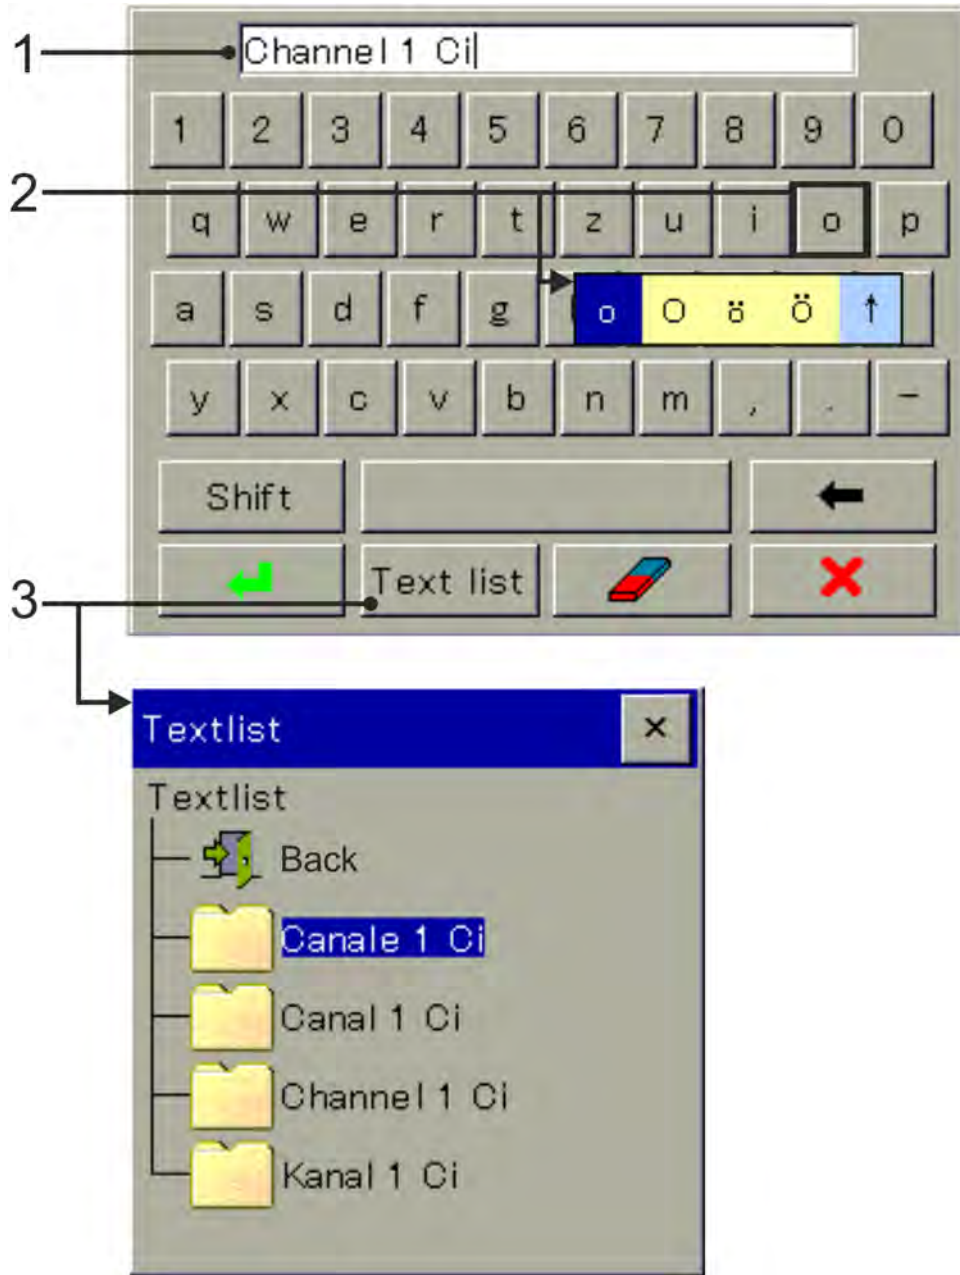 1
Channel 1 Ci
1 2 3 4 5 6 7 8 9 0
2
q w e r t z u i o p
a s d f g
o O ö Ö ↑
y x c v b n m , . -
Shift
3
Text list
Textlist
Textlist
Back
Canale 1 Ci
Canal 1 Ci
Channel 1 Ci
Kanal 1 Ci